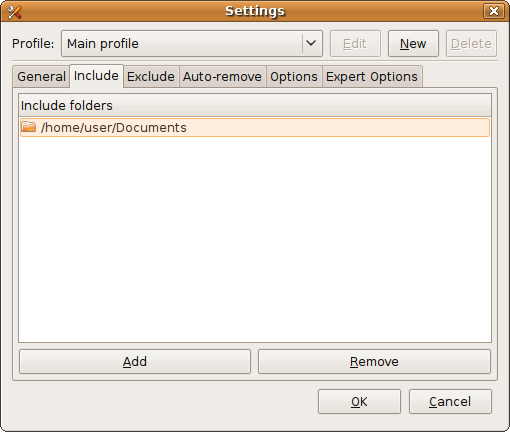 Settings
Profile: Main profile Edit New Delete
General Include Exclude Auto-remove Options Expert Options
Include folders
/home/user/Documents
Add Remove
OK Cancel